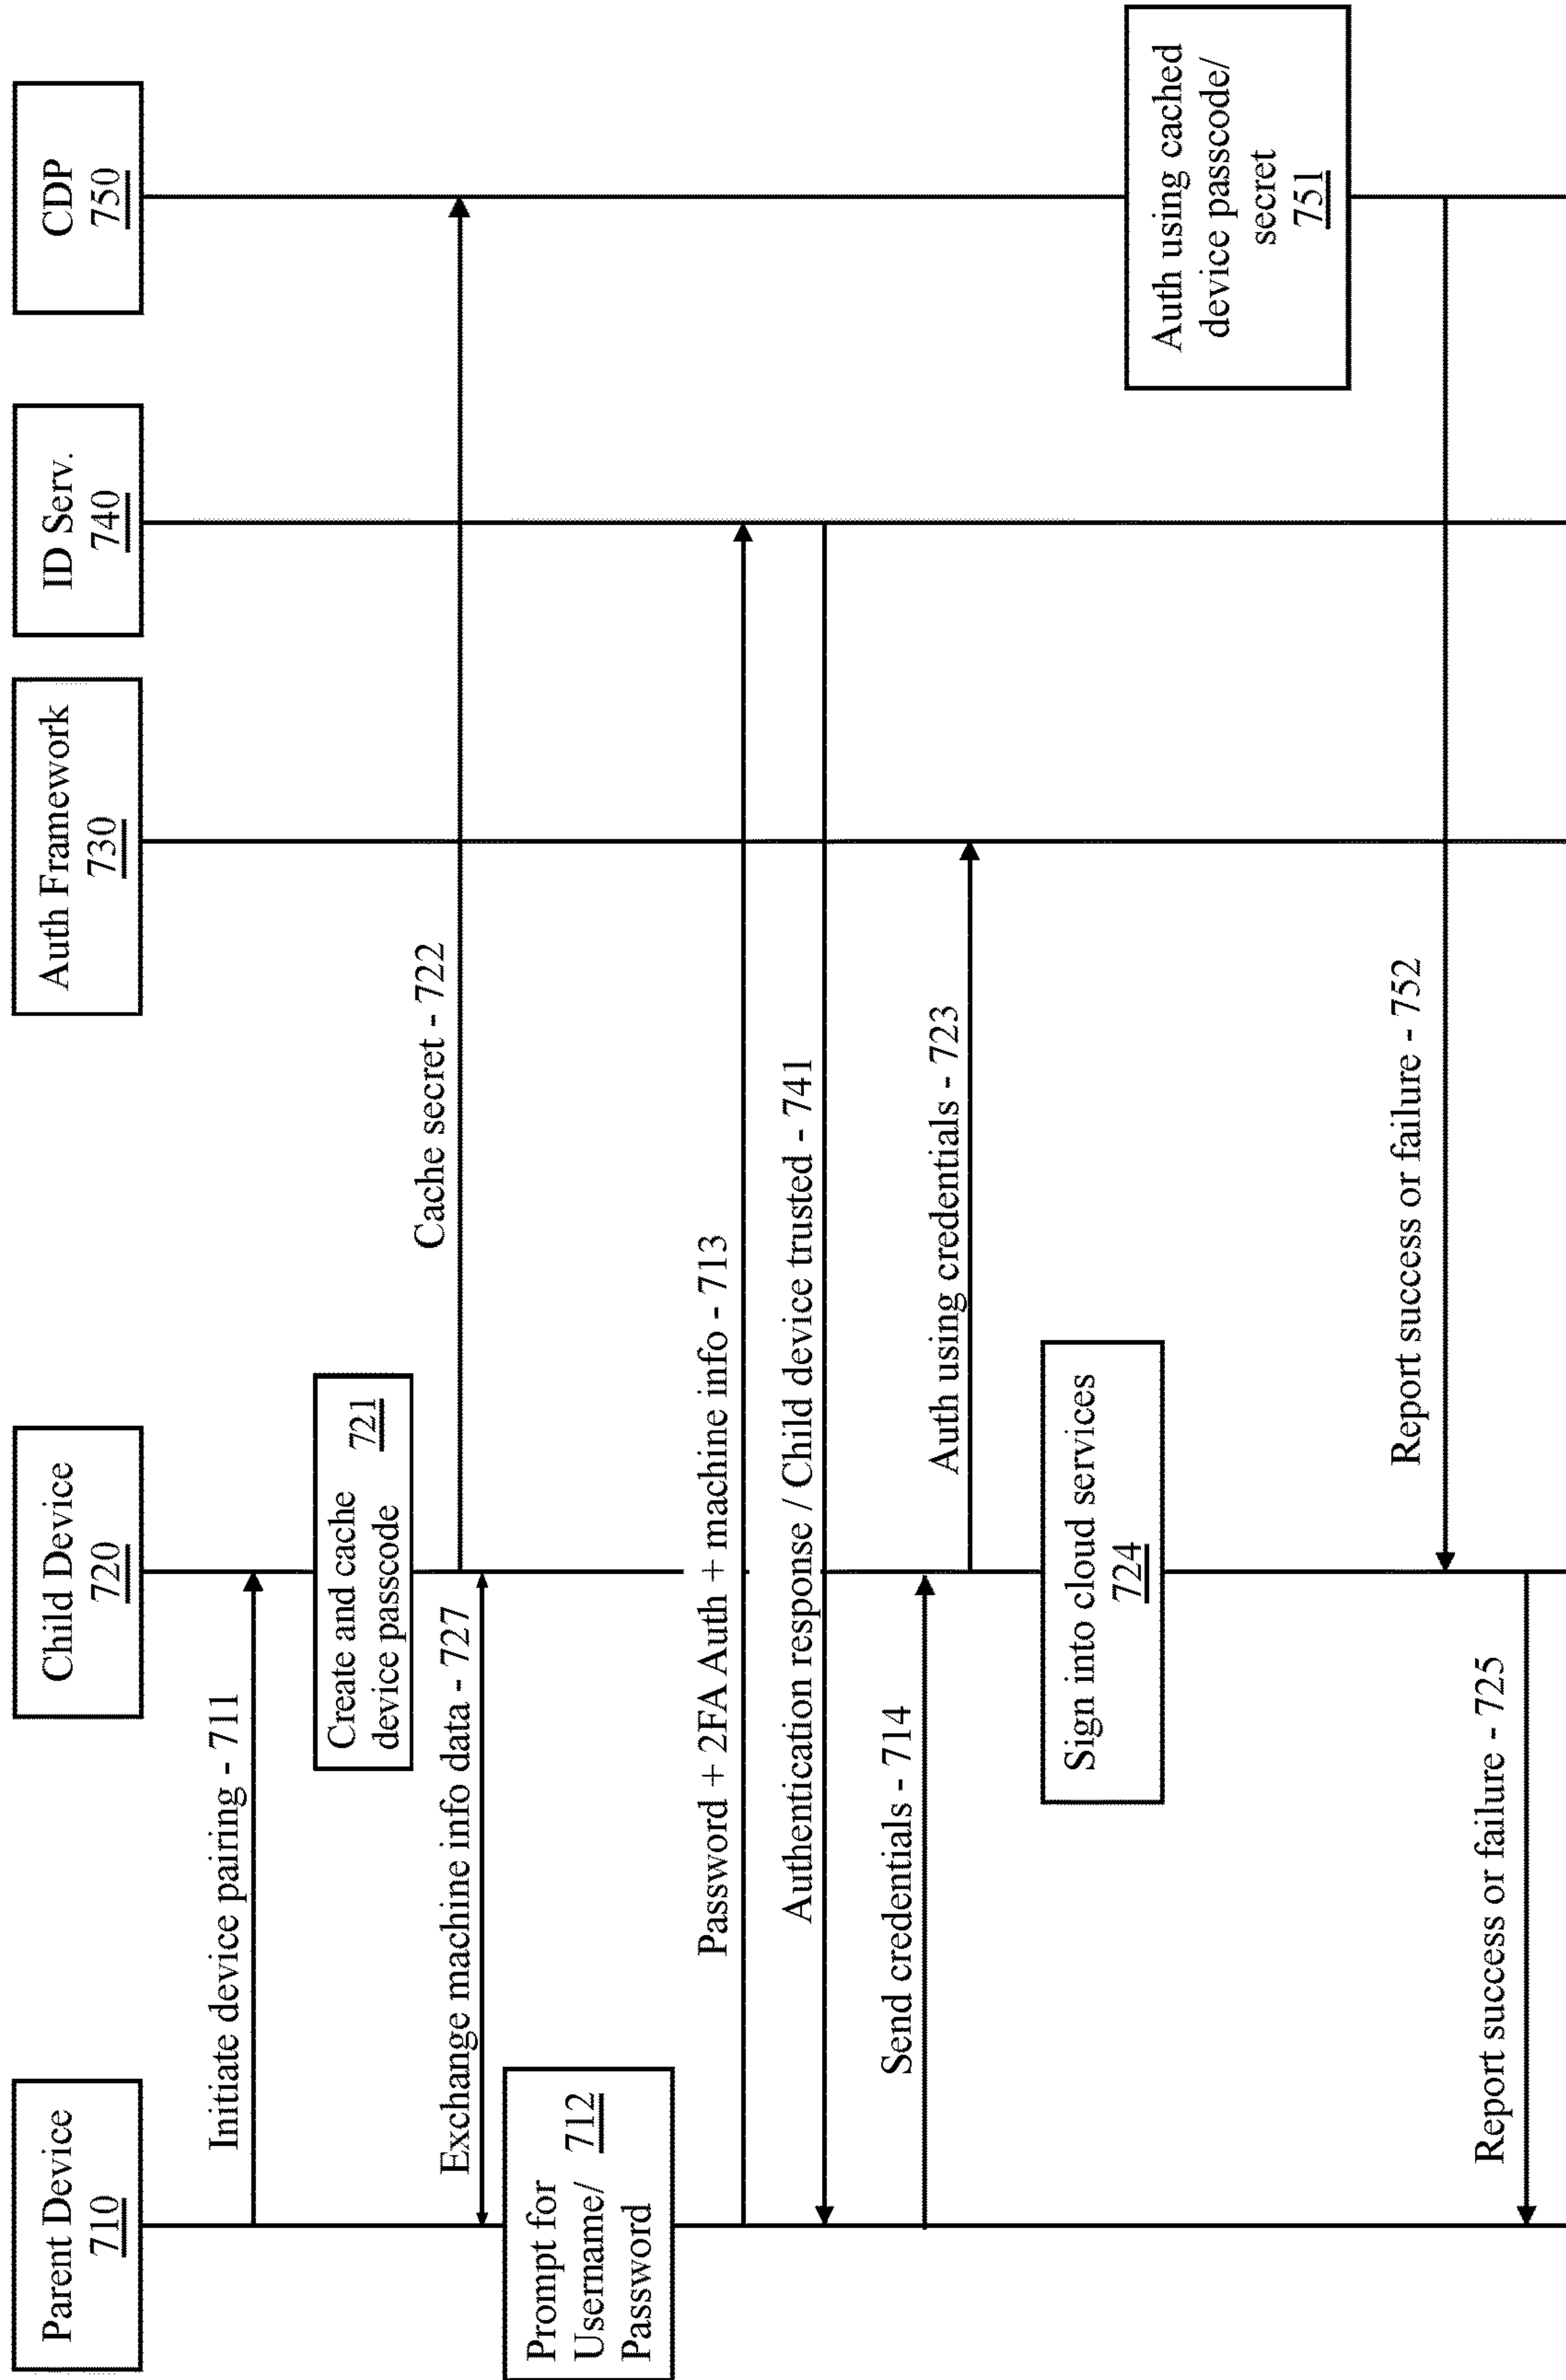 Parent Device
710
Child Device
720
Auth Framework
730
ID Serv.
740
CDP
750
Initiate device pairing - 711
Create and cache
device passcode
721
Cache secret - 722
Exchange machine info data - 727
Prompt for
Username/
Password
712
Password + 2FA Auth + machine info - 713
Authentication response / Child device trusted - 741
Send credentials - 714
Auth using credentials - 723
Sign into cloud services
724
Auth using cached
device passcode/
secret
751
Report success or failure - 752
Report success or failure - 725